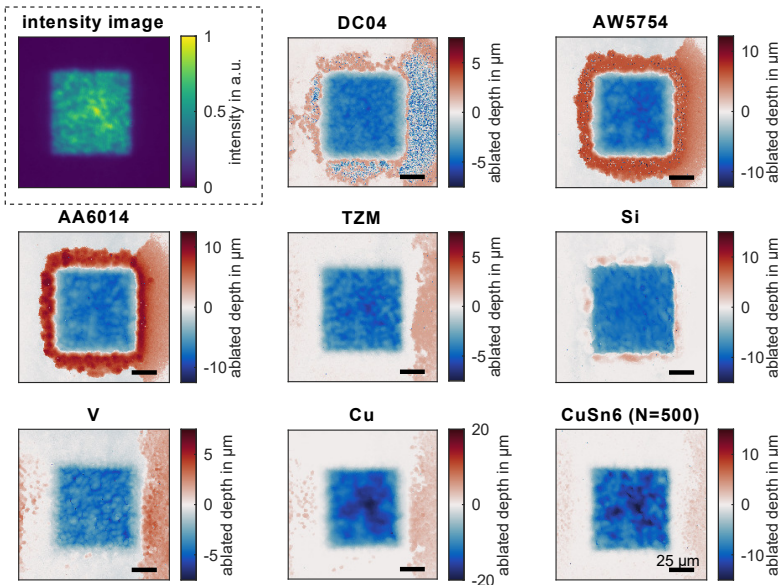 intensity image
1
0.5
0
intensity in a.u.
DC04
5
0
-5
ablated depth in µm
AW5754
10
0
-10
ablated depth in µm
AA6014
10
0
-10
ablated depth in µm
TZM
5
0
-5
ablated depth in µm
Si
10
0
-10
ablated depth in µm
V
5
0
-5
ablated depth in µm
Cu
20
10
0
-10
-20
ablated depth in µm
CuSn6 (N=500)
10
0
-10
ablated depth in µm
25 µm